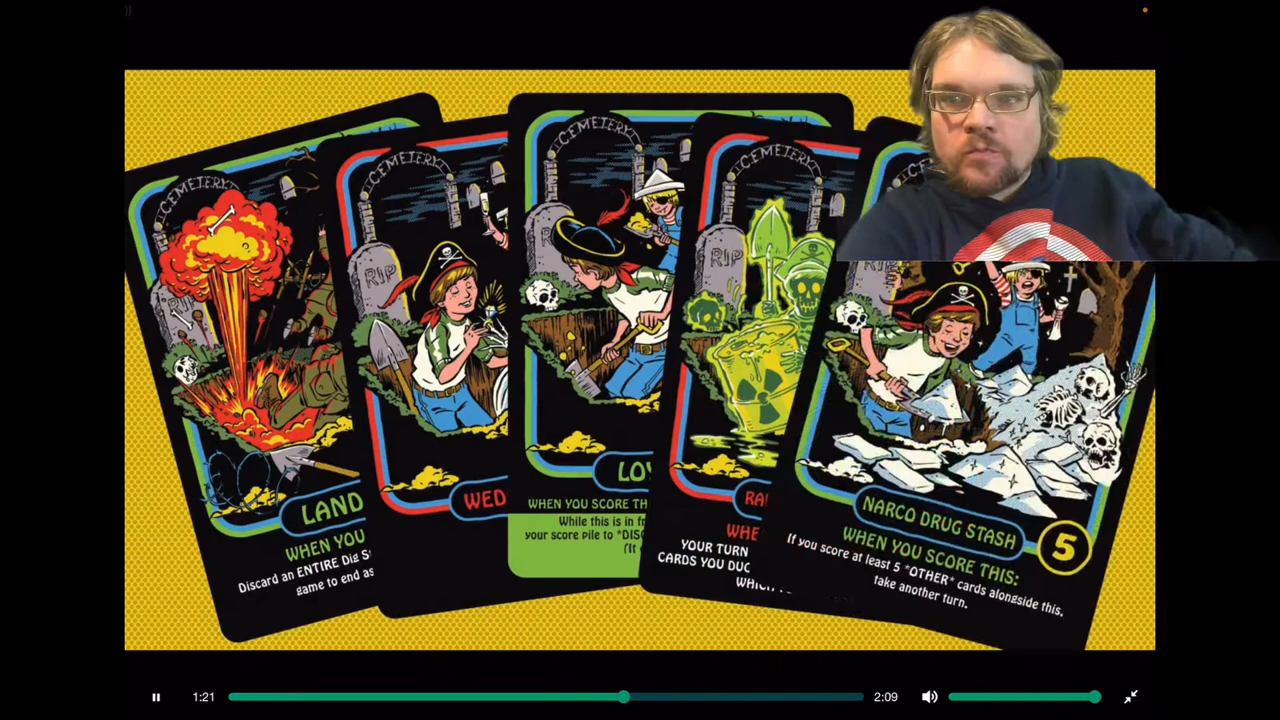 CEMETERY
RIP
LAND
WHEN YOU
Discard an ENTIRE Dig S
game to end as
CEMETERY
RIP
WED
CEMETERY
LO
WHEN YOU SCORE TH
While this is in fr
your score pile to *DISC
(It
CEMETERY
RIP
RA
WHE
YOUR TURN
CARDS YOU DUC
WHICH
NARCO DRUG STASH
5
WHEN YOU SCORE THIS:
If you score at least 5 *OTHER* cards alongside this,
take another turn.
1:21
2:09